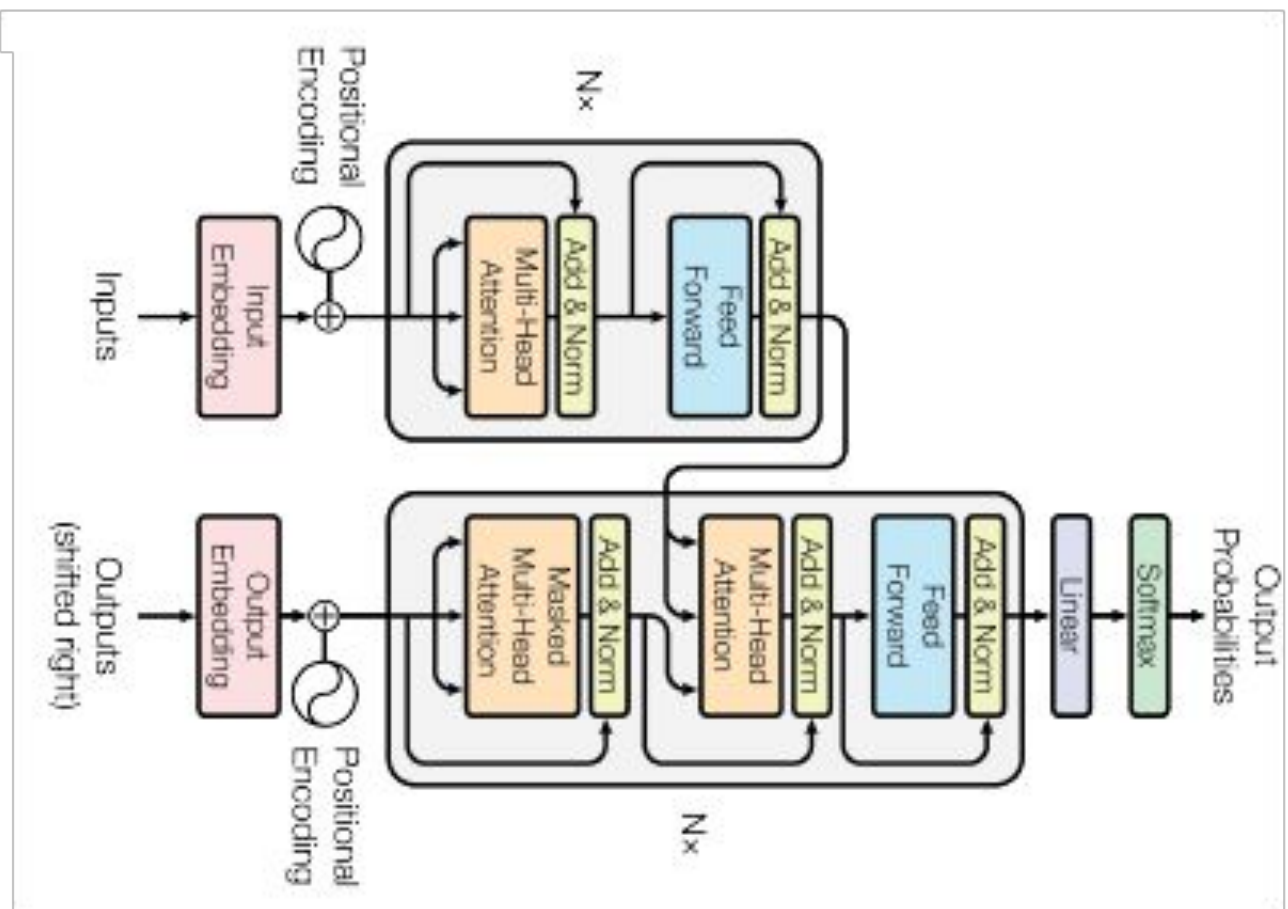 Output
Probabilities
Softmax
Linear
Add & Norm
Feed
Forward
Add & Norm
Multi-Head
Attention
Add & Norm
Masked
Multi-Head
Attention
Nx
Positional
Encoding
Output
Embedding
Outputs
(shifted right)
Add & Norm
Feed
Forward
Add & Norm
Multi-Head
Attention
Nx
Positional
Encoding
Input
Embedding
Inputs